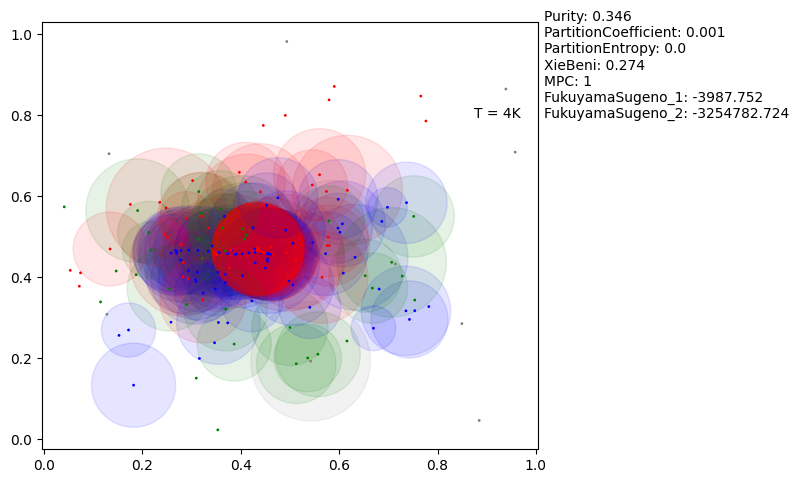 Purity: 0.346
PartitionCoefficient: 0.001
PartitionEntropy: 0.0
XieBeni: 0.274
MPC: 1
FukuyamaSugeno_1: -3987.752
FukuyamaSugeno_2: -3254782.724
T = 4K
1.0
0.8
0.6
0.4
0.2
0.0
0.0 0.2 0.4 0.6 0.8 1.0